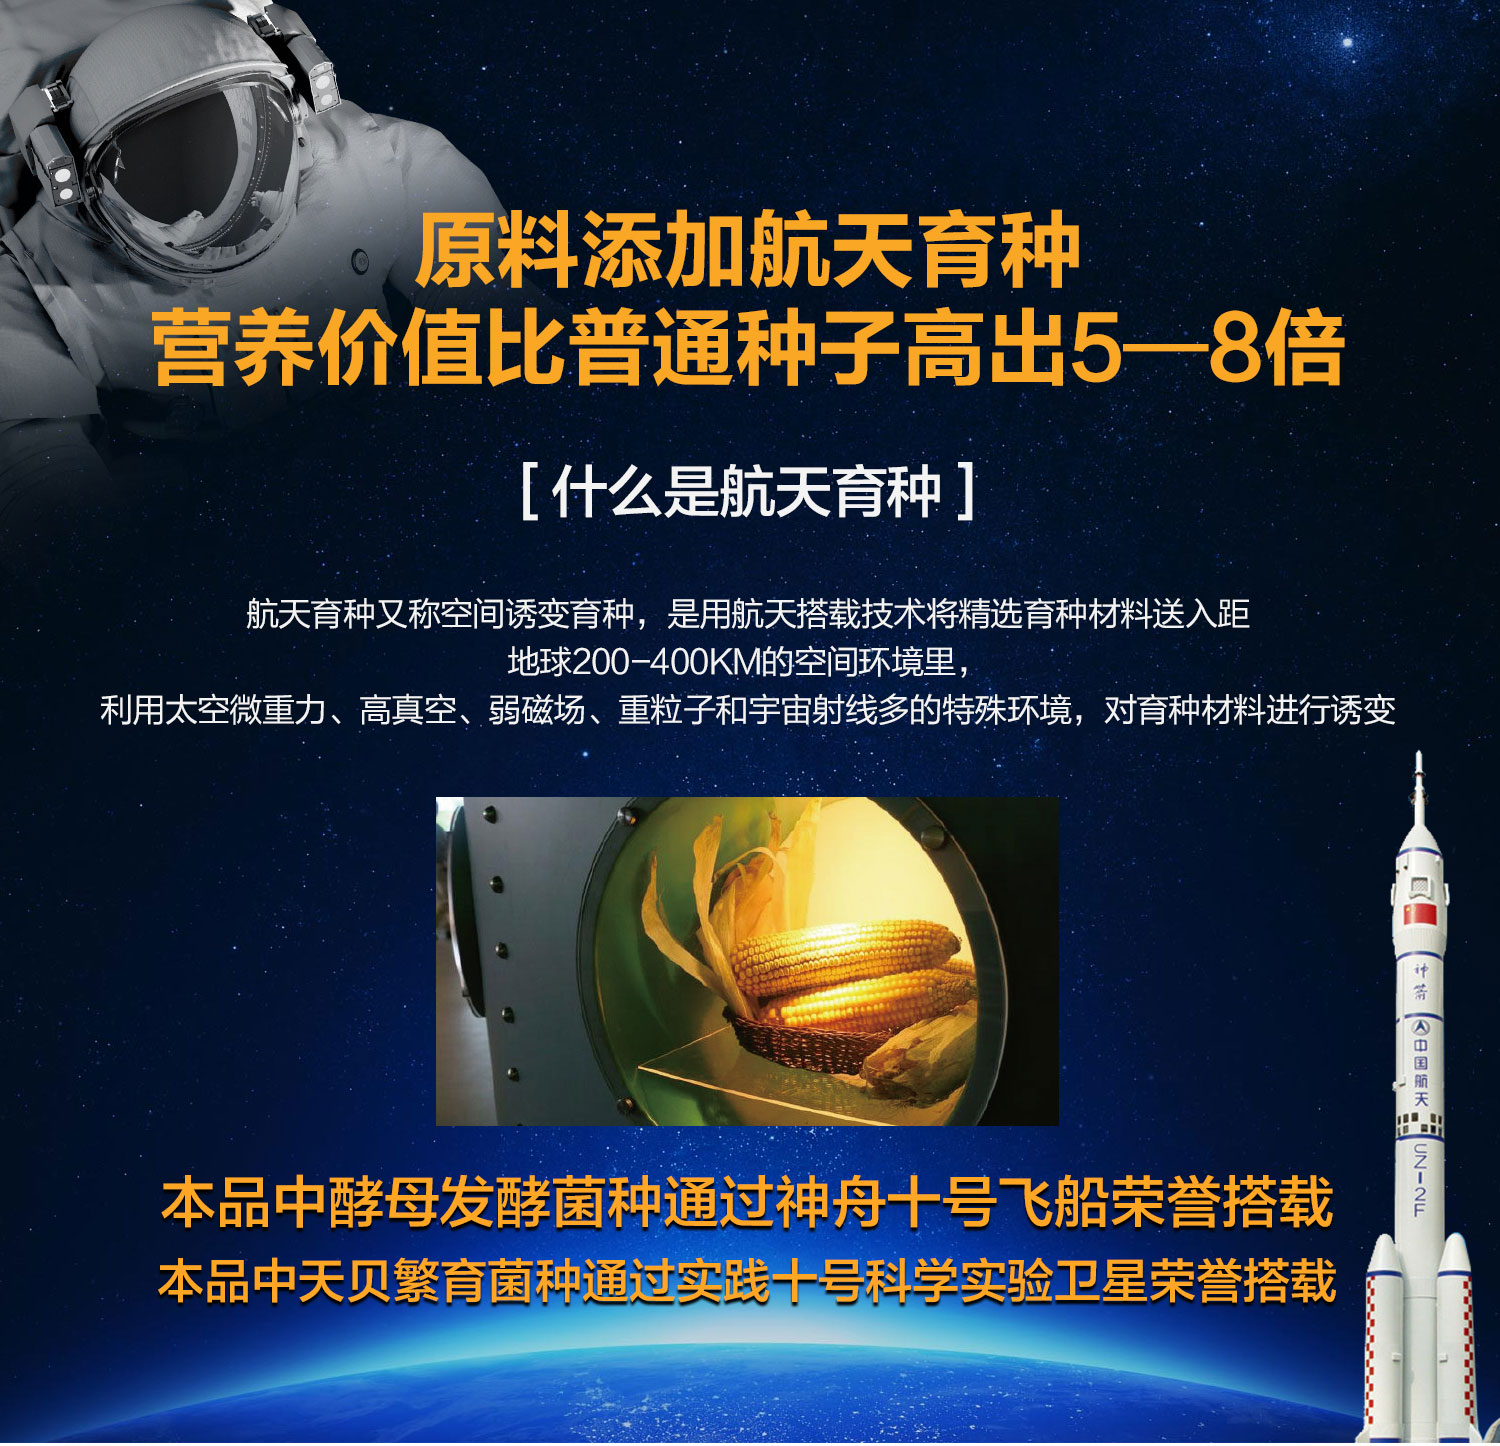 原料添加航天育种
营养价值比普通种子高出5—8倍
[ 什么是航天育种 ]
航天育种又称空间诱变育种，是用航天搭载技术将精选育种材料送入距
地球200-400KM的空间环境里，
利用太空微重力、高真空、弱磁场、重粒子和宇宙射线多的特殊环境，对育种材料进行诱变
神箭
中国航天
CZ-2F
本品中酵母发酵菌种通过神舟十号飞船荣誉搭载
本品中天贝繁育菌种通过实践十号科学实验卫星荣誉搭载